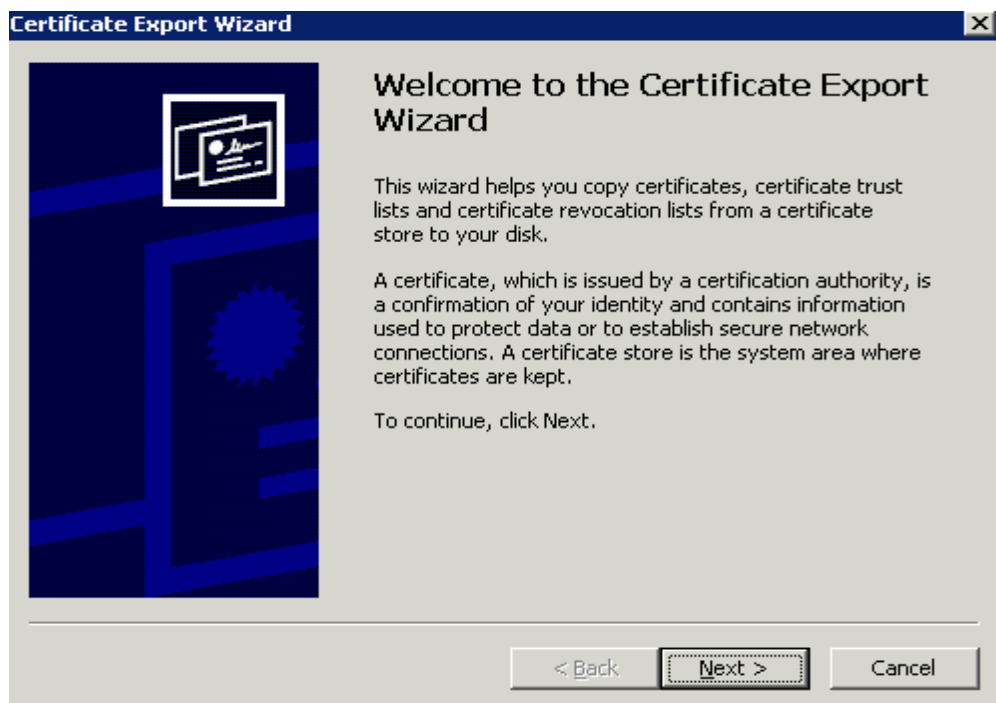 Certificate Export Wizard
Welcome to the Certificate Export
Wizard
This wizard helps you copy certificates, certificate trust
lists and certificate revocation lists from a certificate
store to your disk.
A certificate, which is issued by a certification authority, is
a confirmation of your identity and contains information
used to protect data or to establish secure network
connections. A certificate store is the system area where
certificates are kept.
To continue, click Next.
< Back Next > Cancel